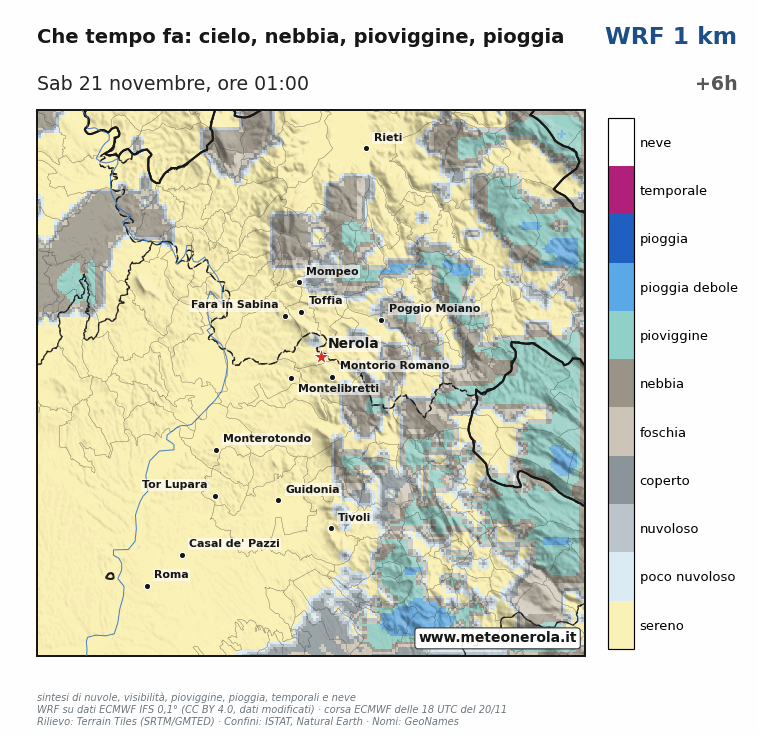 Che tempo fa: cielo, nebbia, pioviggine, pioggia
WRF 1 km
Sab 21 novembre, ore 01:00
+6h
Rieti
Mompeo
Fara in Sabina
Toffia
Poggio Moiano
Nerola
Montorio Romano
Montelibretti
Monterotondo
Tor Lupara
Guidonia
Tivoli
Casal de' Pazzi
Roma
www.meteonerola.it
neve
temporale
pioggia
pioggia debole
pioviggine
nebbia
foschia
coperto
nuvoloso
poco nuvoloso
sereno
sintesi di nuvole, visibilità, pioviggine, pioggia, temporali e neve
WRF su dati ECMWF IFS 0,1° (CC BY 4.0, dati modificati) · corsa ECMWF delle 18 UTC del 20/11
Rilievo: Terrain Tiles (SRTM/GMTED) · Confini: ISTAT, Natural Earth · Nomi: GeoNames